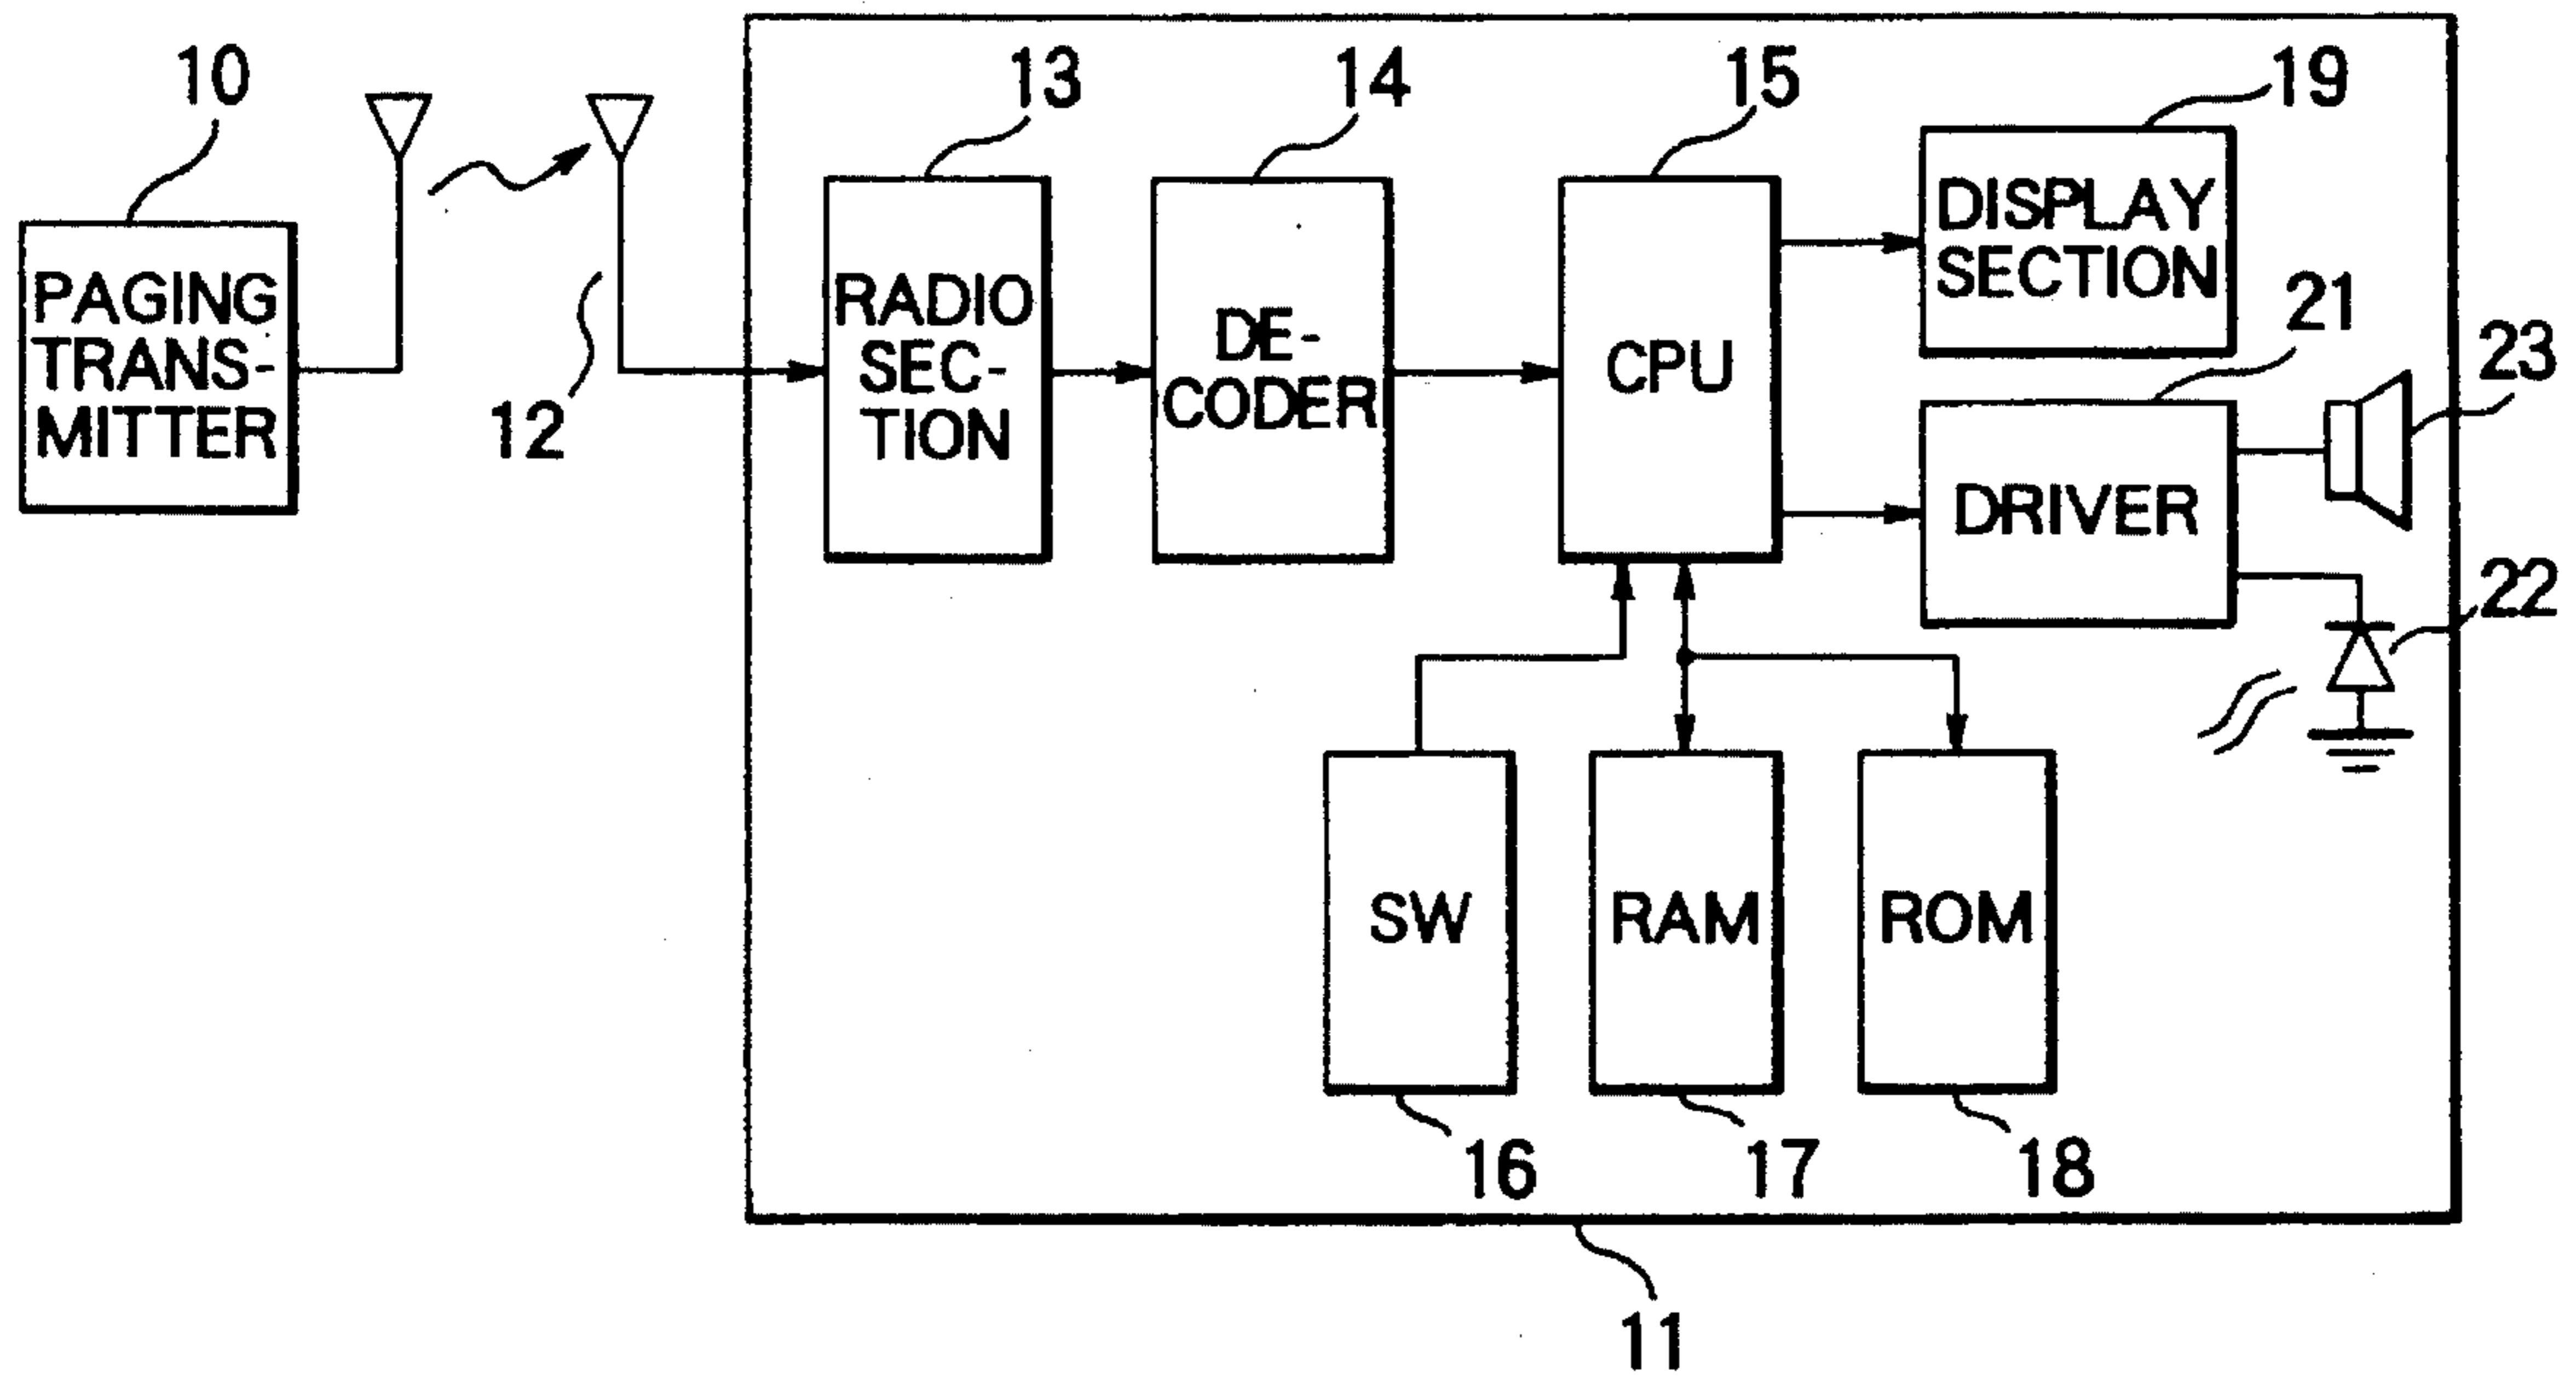 10
13
14
15
19
PAGING
TRANS-
MITTER
12
RADIO
SEC-
TION
DE-
CODER
CPU
DISPLAY
SECTION
21
23
DRIVER
22
SW
RAM
ROM
16
17
18
11